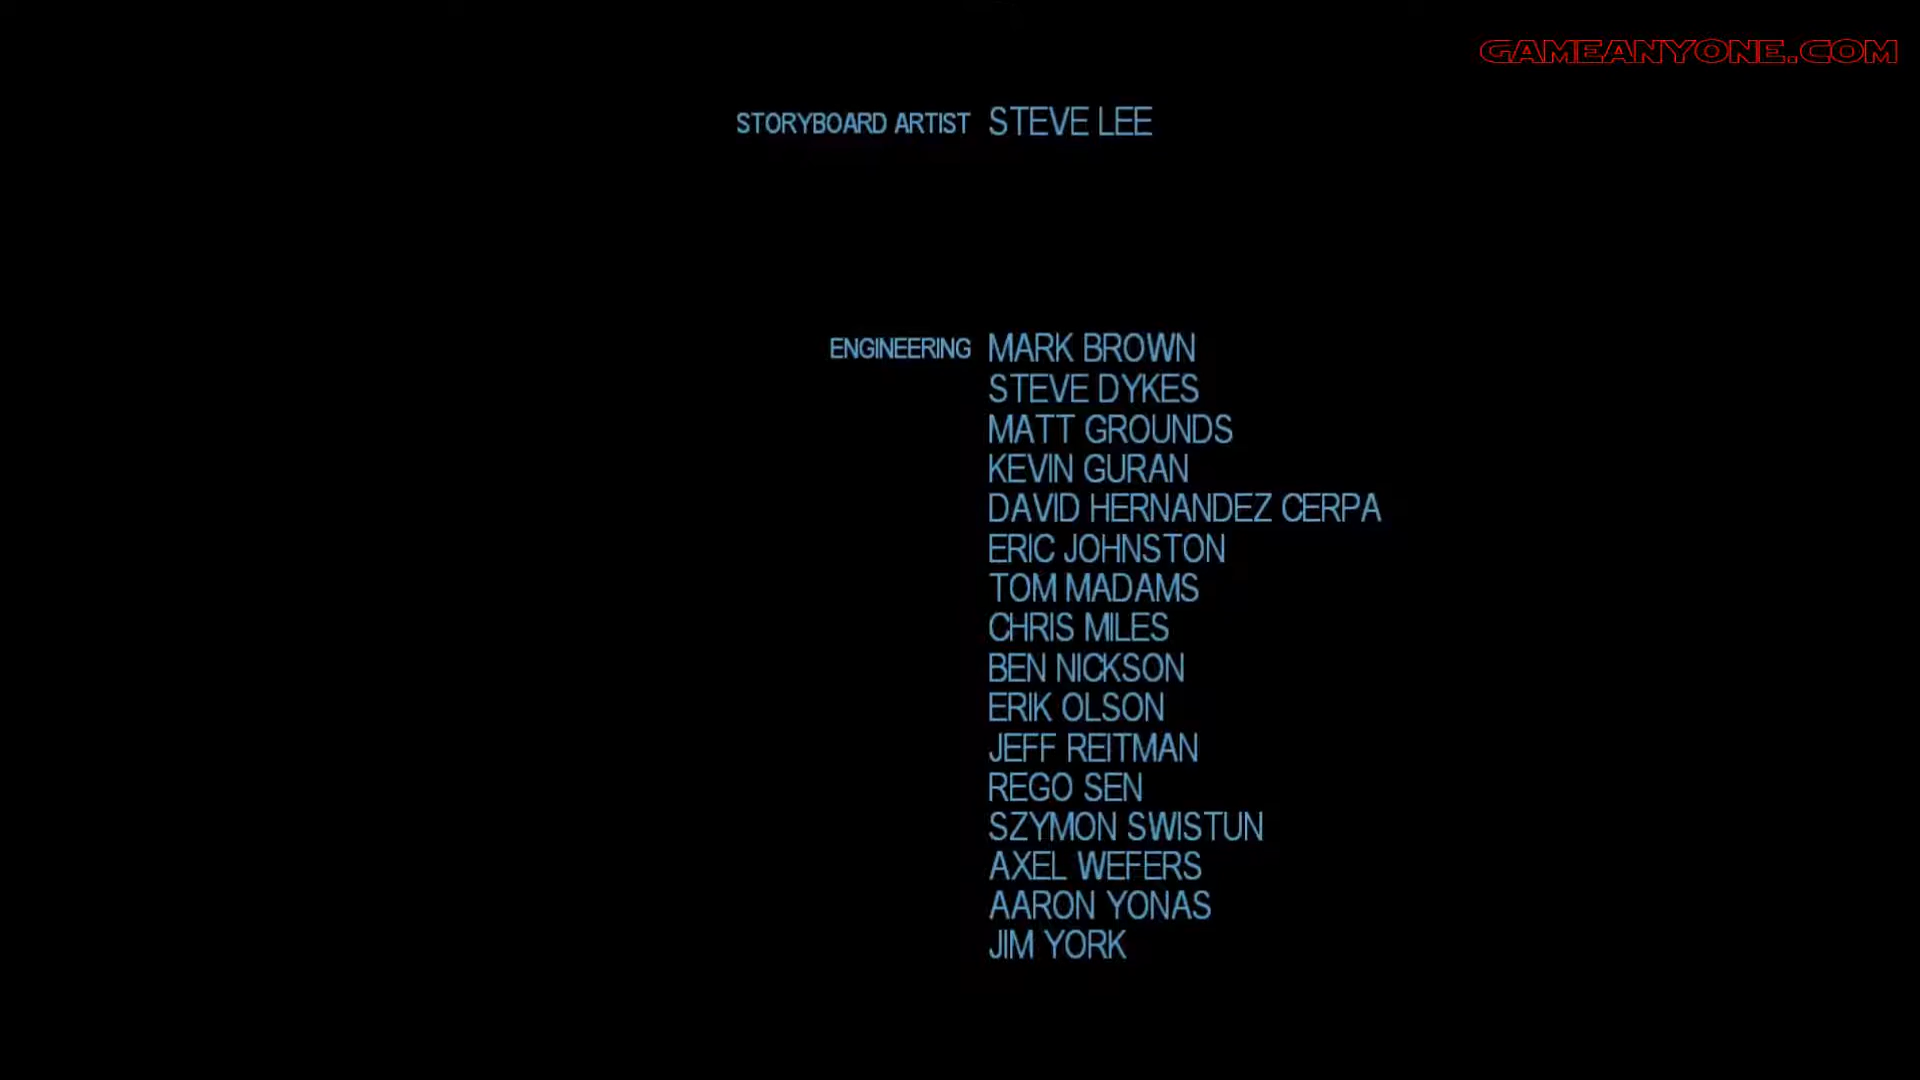 GAMEANYONE.COM
STORYBOARD ARTIST STEVE LEE
ENGINEERING MARK BROWN
STEVE DYKES
MATT GROUNDS
KEVIN GURAN
DAVID HERNANDEZ CERPA
ERIC JOHNSTON
TOM MADAMS
CHRIS MILES
BEN NICKSON
ERIK OLSON
JEFF REITMAN
REGO SEN
SZYMON SWISTUN
AXEL WEFERS
AARON YONAS
JIM YORK